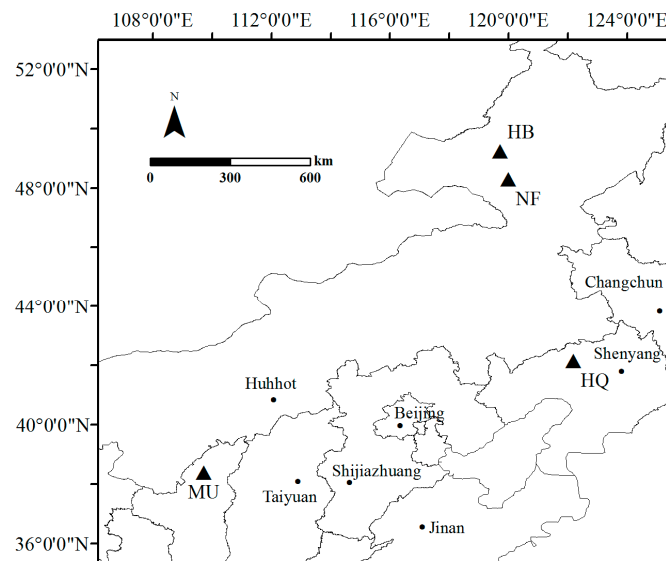 108°0'0"E 112°0'0"E 116°0'0"E 120°0'0"E 124°0'0"E
52°0'0"N
N
HB
km
0 300 600
48°0'0"N
NF
Changchun
44°0'0"N
Shenyang
Huhhot
HQ
40°0'0"N
Beijing
Shijiazhuang
MU
Taiyuan
Jinan
36°0'0"N